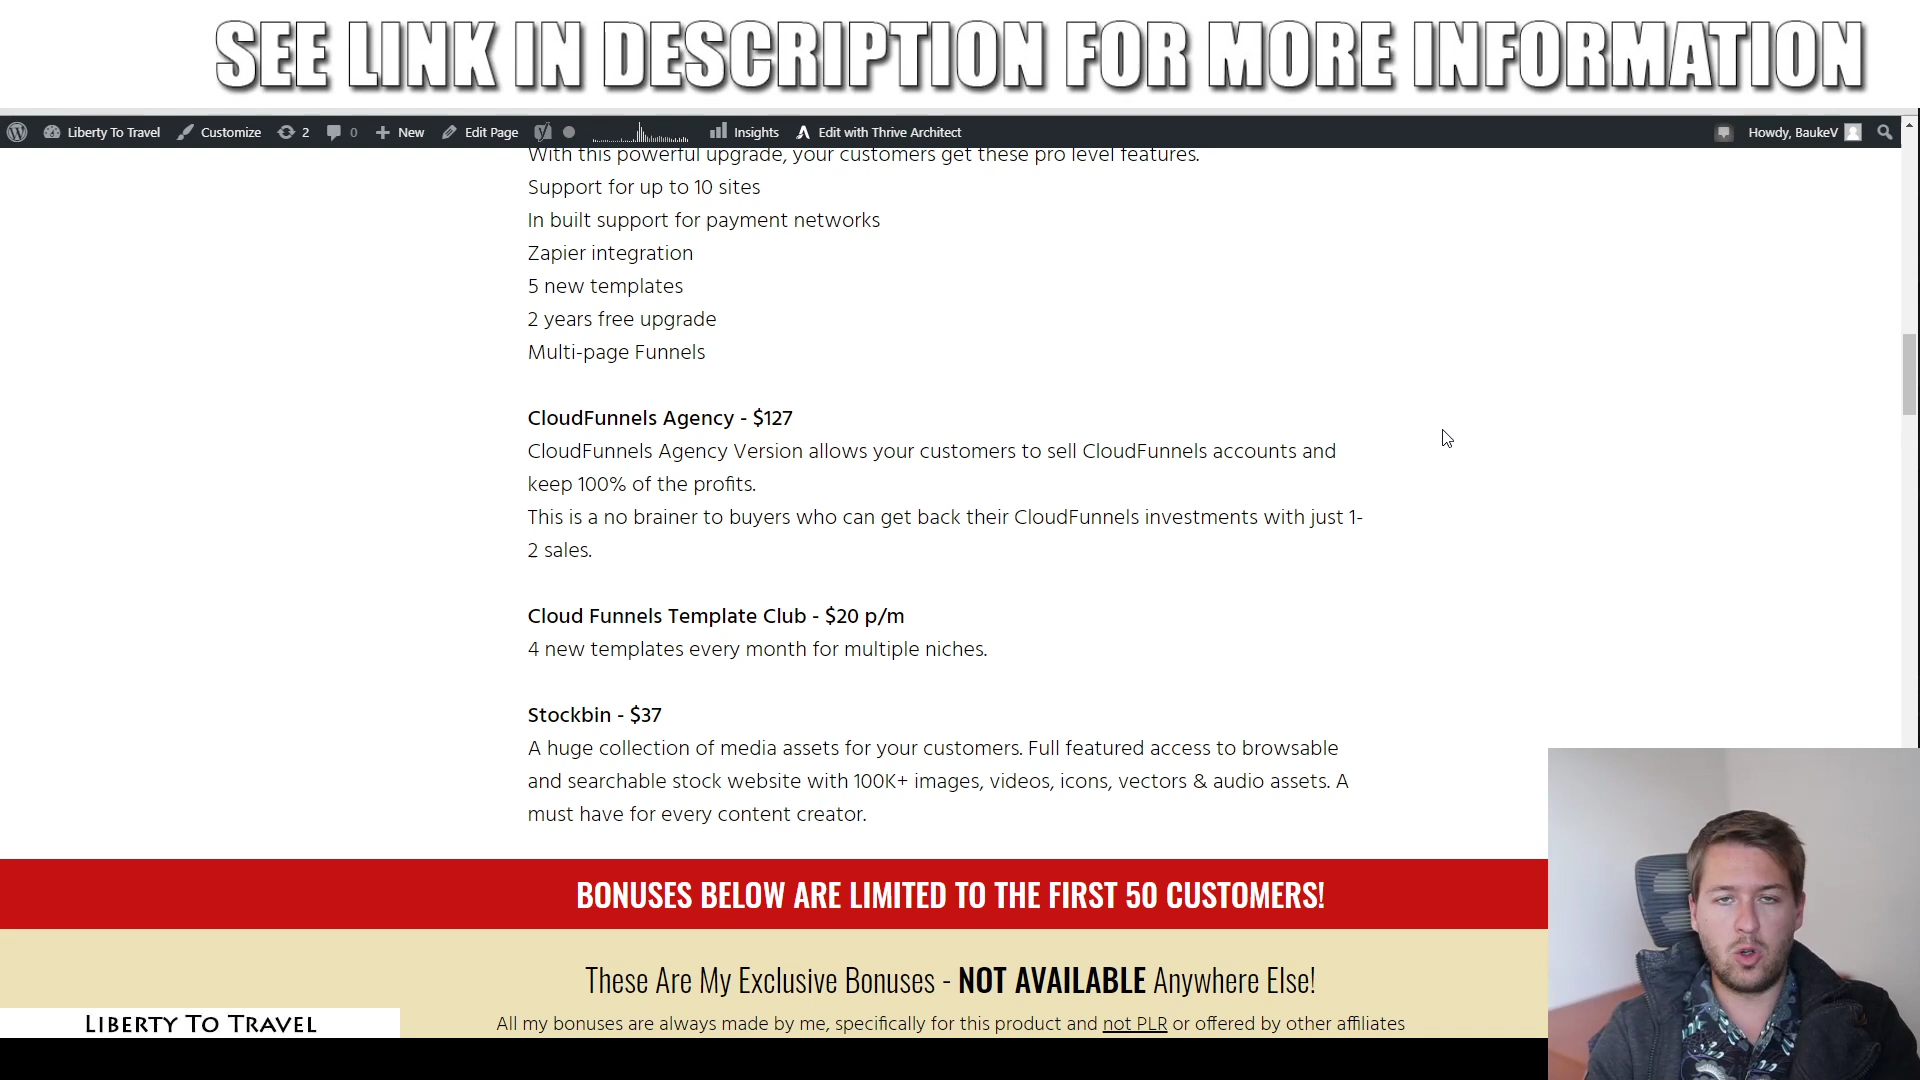 SEE LINK IN DESCRIPTION FOR MORE INFORMATION
Liberty To Travel Customize 2 0 New Edit Page Insights Edit with Thrive Architect Howdy, BaukeV
With this powerful upgrade, your customers get these pro level features.
Support for up to 10 sites
In built support for payment networks
Zapier integration
5 new templates
2 years free upgrade
Multi-page Funnels
CloudFunnels Agency - $127
CloudFunnels Agency Version allows your customers to sell CloudFunnels accounts and
keep 100% of the profits.
This is a no brainer to buyers who can get back their CloudFunnels investments with just 1-
2 sales.
Cloud Funnels Template Club - $20 p/m
4 new templates every month for multiple niches.
Stockbin - $37
A huge collection of media assets for your customers. Full featured access to browsable
and searchable stock website with 100K+ images, videos, icons, vectors & audio assets. A
must have for every content creator.
BONUSES BELOW ARE LIMITED TO THE FIRST 50 CUSTOMERS!
These Are My Exclusive Bonuses - NOT AVAILABLE Anywhere Else!
All my bonuses are always made by me, specifically for this product and not PLR or offered by other affiliates
LIBERTY TO TRAVEL